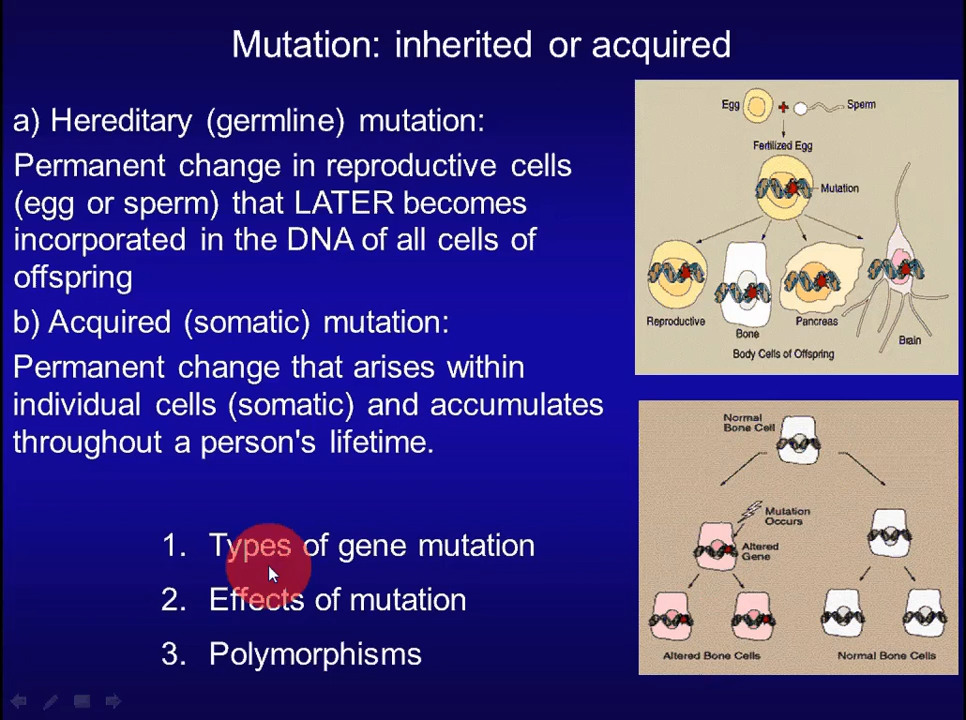 Mutation: inherited or acquired
a) Hereditary (germline) mutation:
Permanent change in reproductive cells
(egg or sperm) that LATER becomes
incorporated in the DNA of all cells of
offspring
b) Acquired (somatic) mutation:
Permanent change that arises within
individual cells (somatic) and accumulates
throughout a person's lifetime.
1. Types of gene mutation
2. Effects of mutation
3. Polymorphisms
Egg
Sperm
Fertilized Egg
Mutation
Reproductive
Bone
Pancreas
Brain
Body Cells of Offspring
Normal
Bone Cell
Mutation
Occurs
Altered
Gene
Altered Bone Cells
Normal Bone Cells